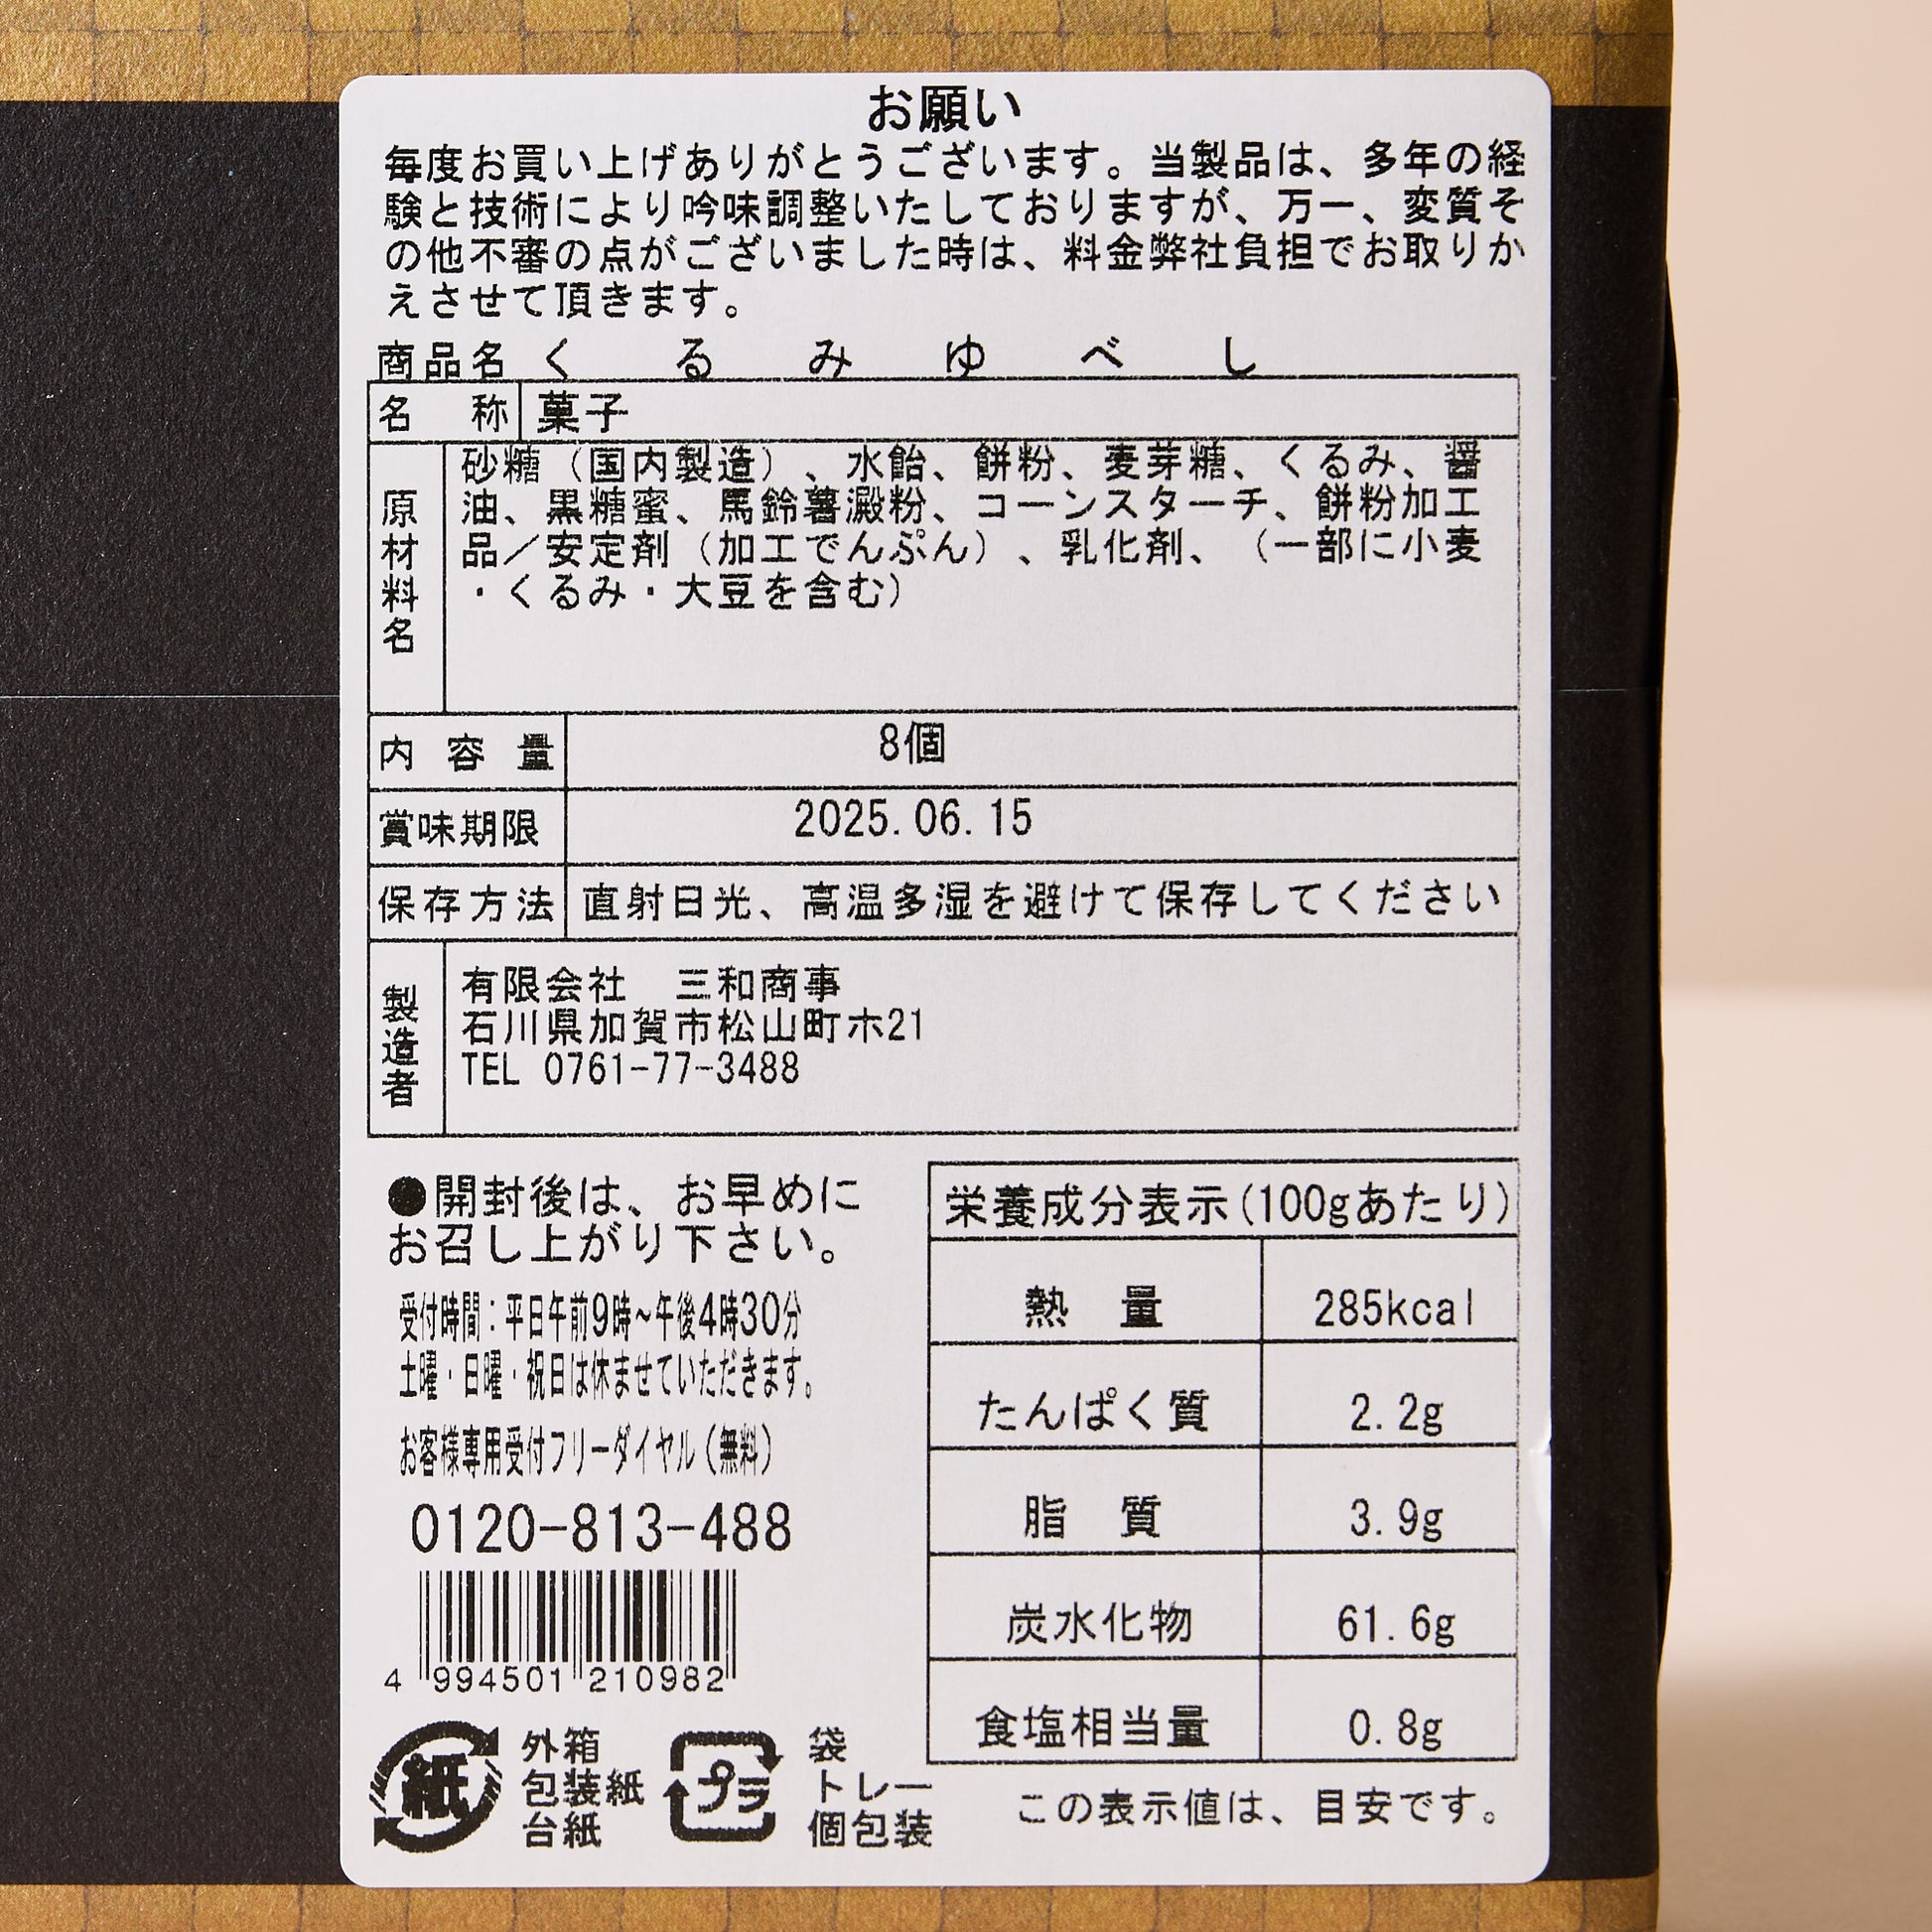 お願い
毎度お買い上げありがとうございます。当製品は、多年の経
験と技術により吟味調整いたしておりますが、万一、変質そ
の他不審の点がございました時は、料金弊社負担でお取りか
えさせて頂きます。
商品名 くるみゆべし
名称 菓子
原材料名
砂糖（国内製造）、水飴、餅粉、麦芽糖、くるみ、醤
油、黒糖蜜、馬鈴薯澱粉、コーンスターチ、餅粉加工
品／安定剤（加工でんぷん）、乳化剤、（一部に小麦
・くるみ・大豆を含む）
内容量 8個
賞味期限 2025.06.15
保存方法 直射日光、高温多湿を避けて保存してください
製造者
有限会社 三和商事
石川県加賀市松山町ホ21
TEL 0761-77-3488
●開封後は、お早めに
お召し上がり下さい。
受付時間：平日午前9時～午後4時30分
土曜・日曜・祝日は休ませていただきます。
お客様専用受付フリーダイヤル（無料）
0120-813-488
4 994501 210982
紙
外箱
包装紙
台紙
プラ
袋
トレー
個包装
栄養成分表示(100gあたり)
熱量 285kcal
たんぱく質 2.2g
脂質 3.9g
炭水化物 61.6g
食塩相当量 0.8g
この表示値は、目安です。